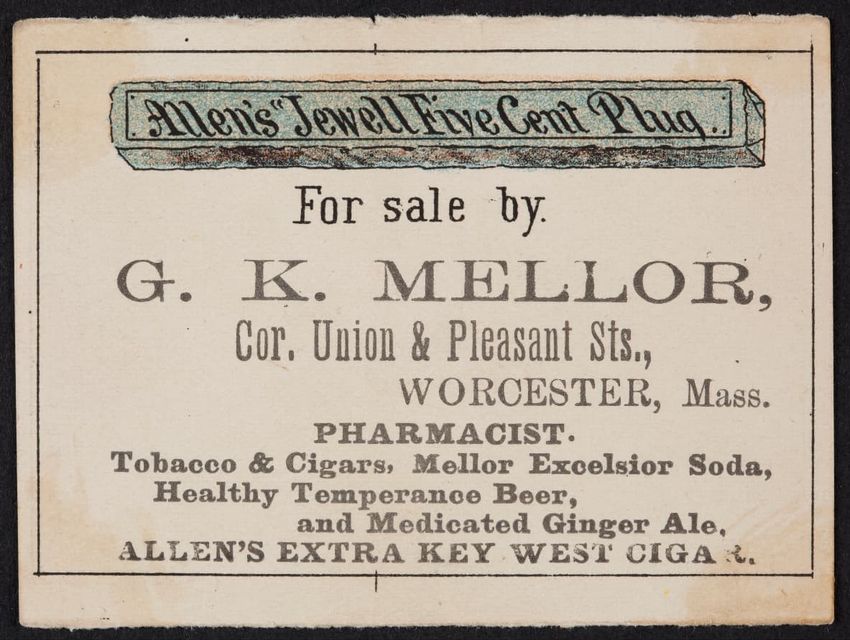 Allen's "Jewell Five Cent Plug..
For sale by.
G. K. MELLOR,
Cor. Union & Pleasant Sts.,
WORCESTER, Mass.
PHARMACIST.
Tobacco & Cigars, Mellor Excelsior Soda,
Healthy Temperance Beer,
and Medicated Ginger Ale,
ALLEN'S EXTRA KEY WEST CIGAR.